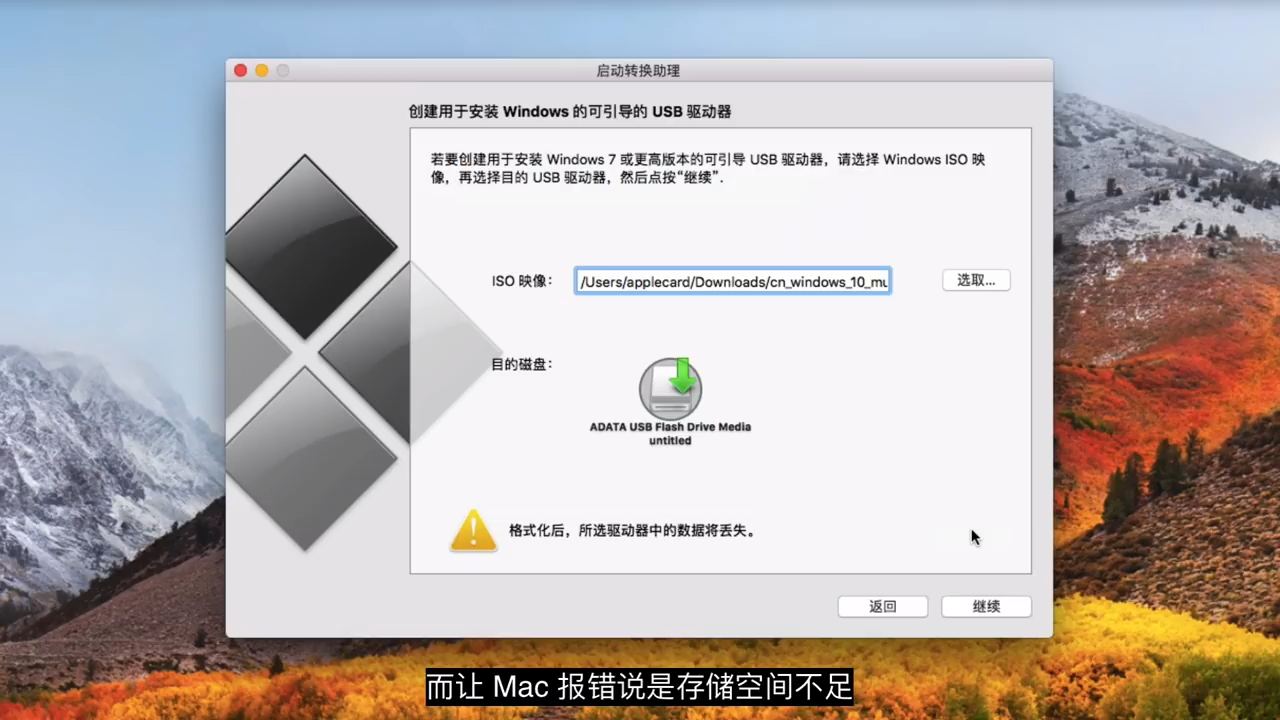 启动转换助理
创建用于安装 Windows 的可引导的 USB 驱动器
若要创建用于安装 Windows 7 或更高版本的可引导 USB 驱动器，请选择 Windows ISO 映
像，再选择目的 USB 驱动器，然后点按“继续”.
ISO 映像：
/Users/applecard/Downloads/cn_windows_10_mu
选取...
目的磁盘：
ADATA USB Flash Drive Media
untitled
格式化后，所选驱动器中的数据将丢失。
返回
继续
而让 Mac 报错说是存储空间不足